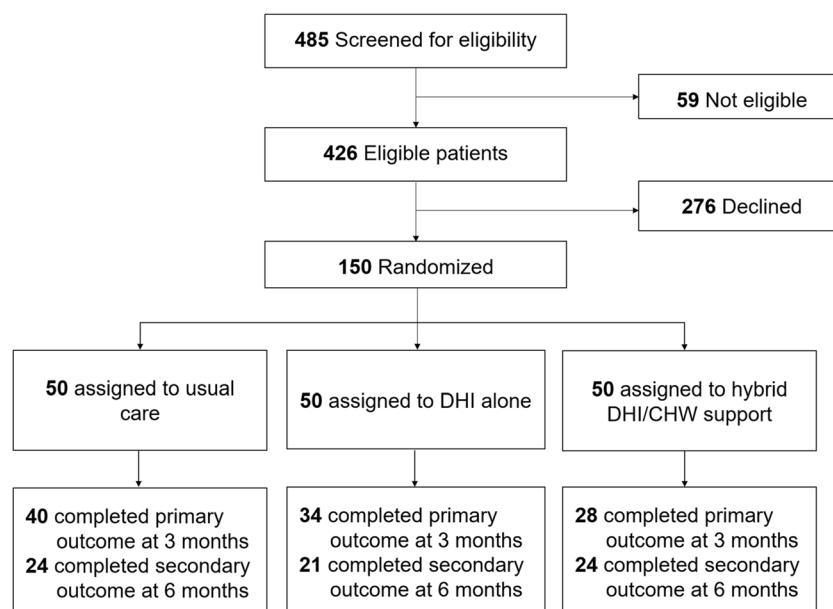 485 Screened for eligibility
59 Not eligible
426 Eligible patients
276 Declined
150 Randomized
50 assigned to usual
care
50 assigned to DHI alone
50 assigned to hybrid
DHI/CHW support
40 completed primary
outcome at 3 months
24 completed secondary
outcome at 6 months
34 completed primary
outcome at 3 months
21 completed secondary
outcome at 6 months
28 completed primary
outcome at 3 months
24 completed secondary
outcome at 6 months